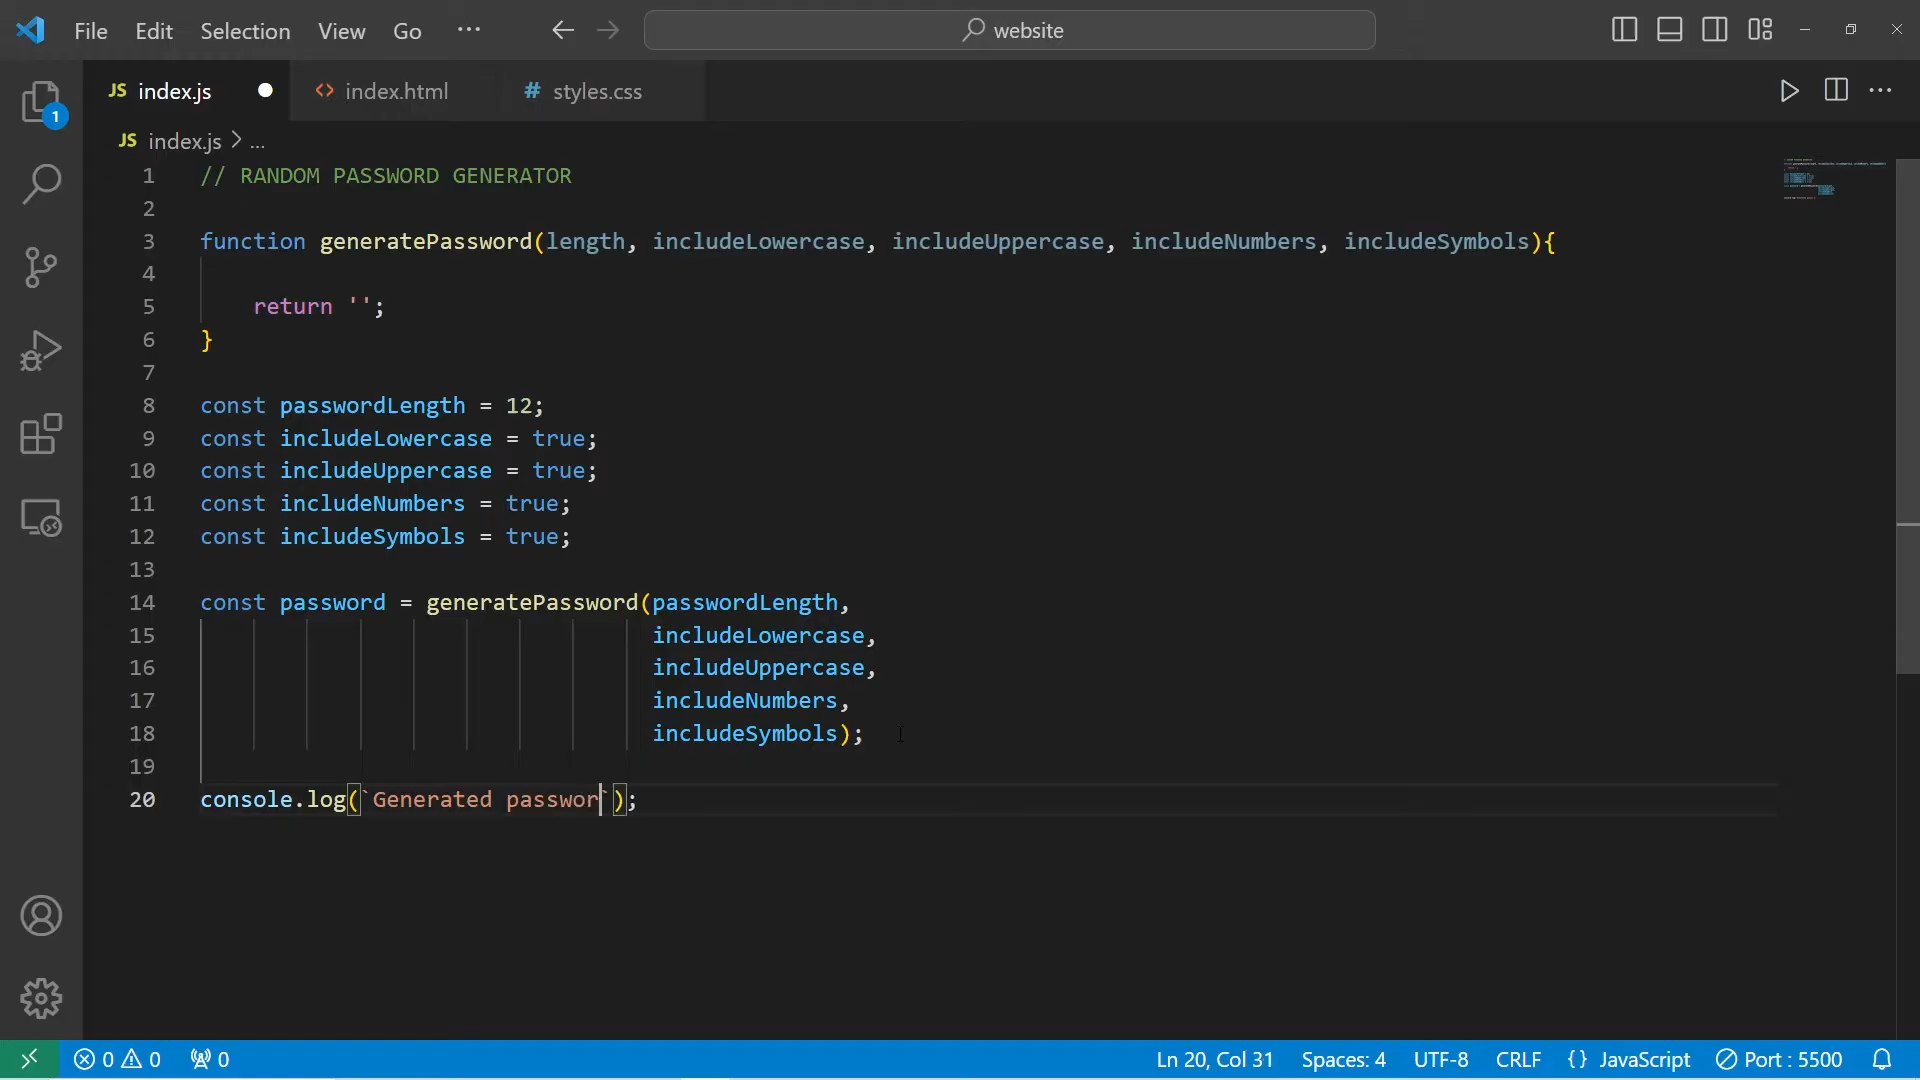 File Edit Selection View Go ··· website
JS index.js index.html # styles.css
JS index.js > ...
1 // RANDOM PASSWORD GENERATOR
2
3 function generatePassword(length, includeLowercase, includeUppercase, includeNumbers, includeSymbols){
4
5 return '';
6 }
7
8 const passwordLength = 12;
9 const includeLowercase = true;
10 const includeUppercase = true;
11 const includeNumbers = true;
12 const includeSymbols = true;
13
14 const password = generatePassword(passwordLength,
15 includeLowercase,
16 includeUppercase,
17 includeNumbers,
18 includeSymbols);
19
20 console.log(`Generated passwor`);
1
0 0 0 Ln 20, Col 31 Spaces: 4 UTF-8 CRLF {} JavaScript Port : 5500